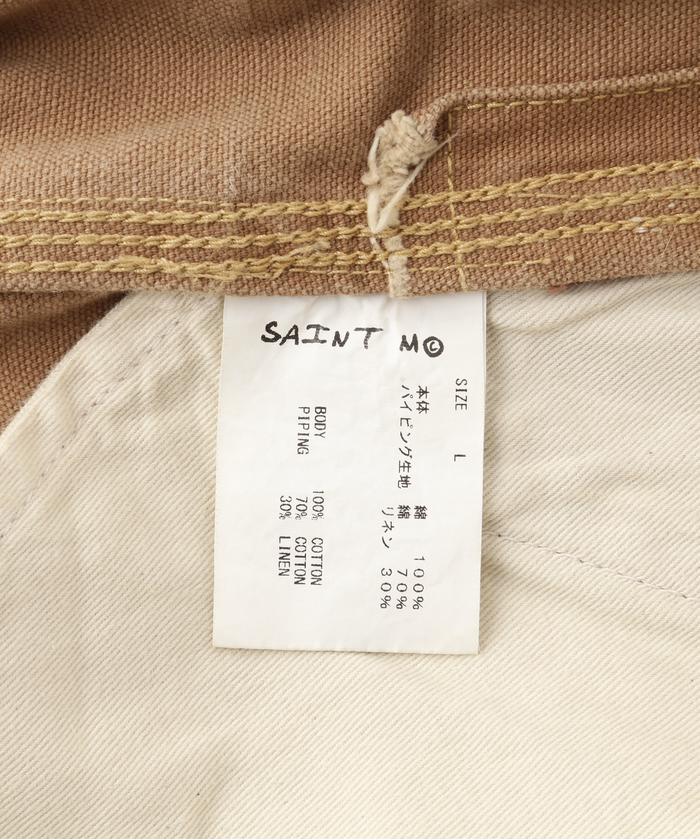 SAINT M©
SIZE L
本体 綿 100%
パイピング生地 綿 70%
リネン 30%
BODY 100% COTTON
PIPING 70% COTTON
30% LINEN